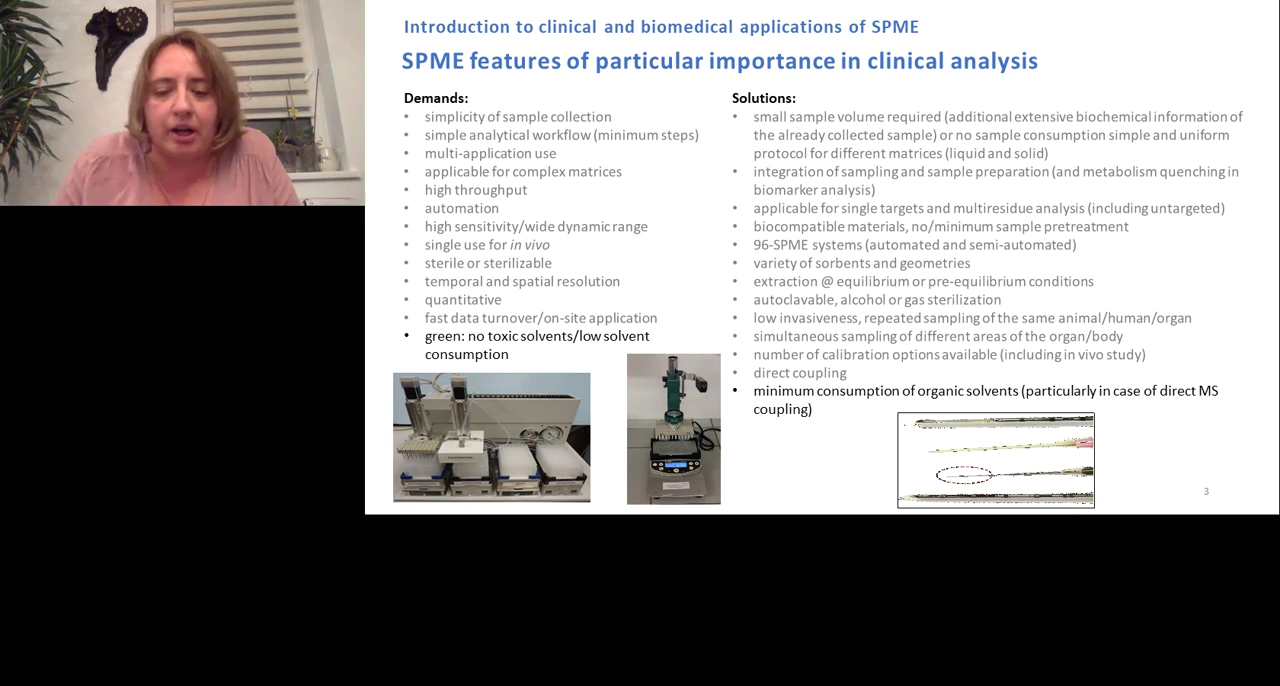 Introduction to clinical and biomedical applications of SPME
SPME features of particular importance in clinical analysis
Demands:
• simplicity of sample collection
• simple analytical workflow (minimum steps)
• multi-application use
• applicable for complex matrices
• high throughput
• automation
• high sensitivity/wide dynamic range
• single use for in vivo
• sterile or sterilizable
• temporal and spatial resolution
• quantitative
• fast data turnover/on-site application
• green: no toxic solvents/low solvent
consumption
Solutions:
• small sample volume required (additional extensive biochemical information of
the already collected sample) or no sample consumption simple and uniform
protocol for different matrices (liquid and solid)
• integration of sampling and sample preparation (and metabolism quenching in
biomarker analysis)
• applicable for single targets and multiresidue analysis (including untargeted)
• biocompatible materials, no/minimum sample pretreatment
• 96-SPME systems (automated and semi-automated)
• variety of sorbents and geometries
• extraction @ equilibrium or pre-equilibrium conditions
• autoclavable, alcohol or gas sterilization
• low invasiveness, repeated sampling of the same animal/human/organ
• simultaneous sampling of different areas of the organ/body
• number of calibration options available (including in vivo study)
• direct coupling
• minimum consumption of organic solvents (particularly in case of direct MS
coupling)
3